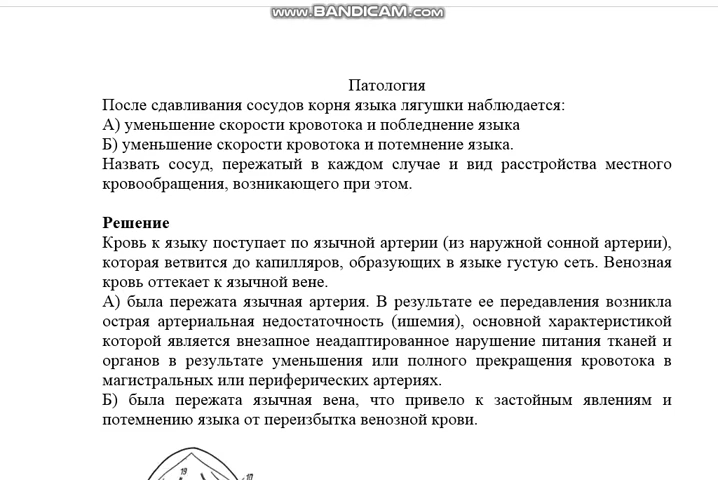 www.BANDICAM.com
Патология
После сдавливания сосудов корня языка лягушки наблюдается:
А) уменьшение скорости кровотока и побледнение языка
Б) уменьшение скорости кровотока и потемнение языка.
Назвать сосуд, пережатый в каждом случае и вид расстройства местного
кровообращения, возникающего при этом.
Решение
Кровь к языку поступает по язычной артерии (из наружной сонной артерии),
которая ветвится до капилляров, образующих в языке густую сеть. Венозная
кровь оттекает к язычной вене.
А) была пережата язычная артерия. В результате ее передавления возникла
острая артериальная недостаточность (ишемия), основной характеристикой
которой является внезапное неадаптированное нарушение питания тканей и
органов в результате уменьшения или полного прекращения кровотока в
магистральных или периферических артериях.
Б) была пережата язычная вена, что привело к застойным явлениям и
потемнению языка от переизбытка венозной крови.
19
10